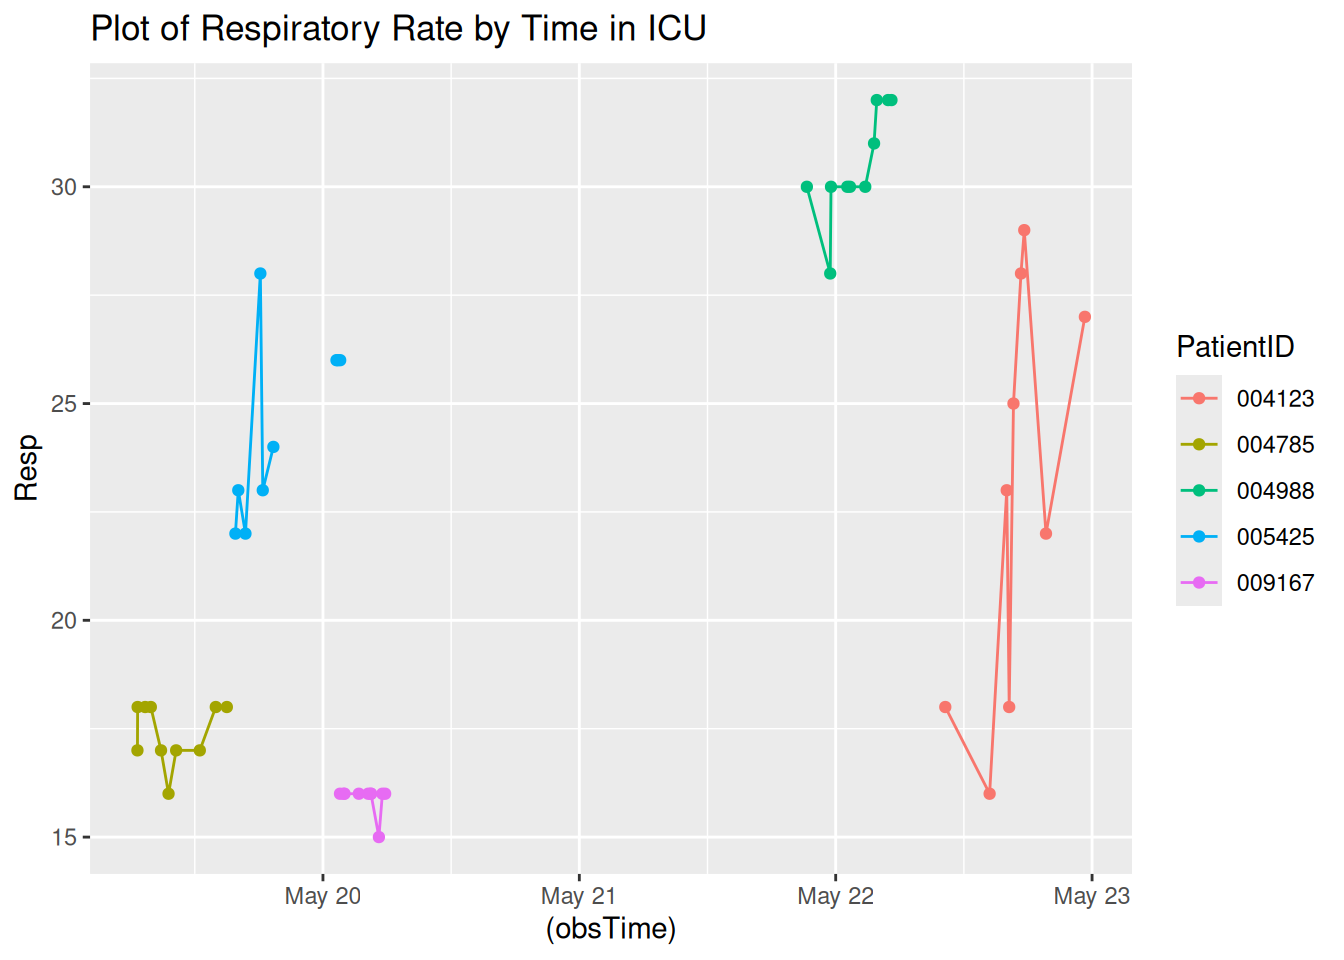 Plot of Respiratory Rate by Time in ICU
Resp
30
25
20
15
May 20
May 21
May 22
May 23
(obsTime)
PatientID
004123
004785
004988
005425
009167